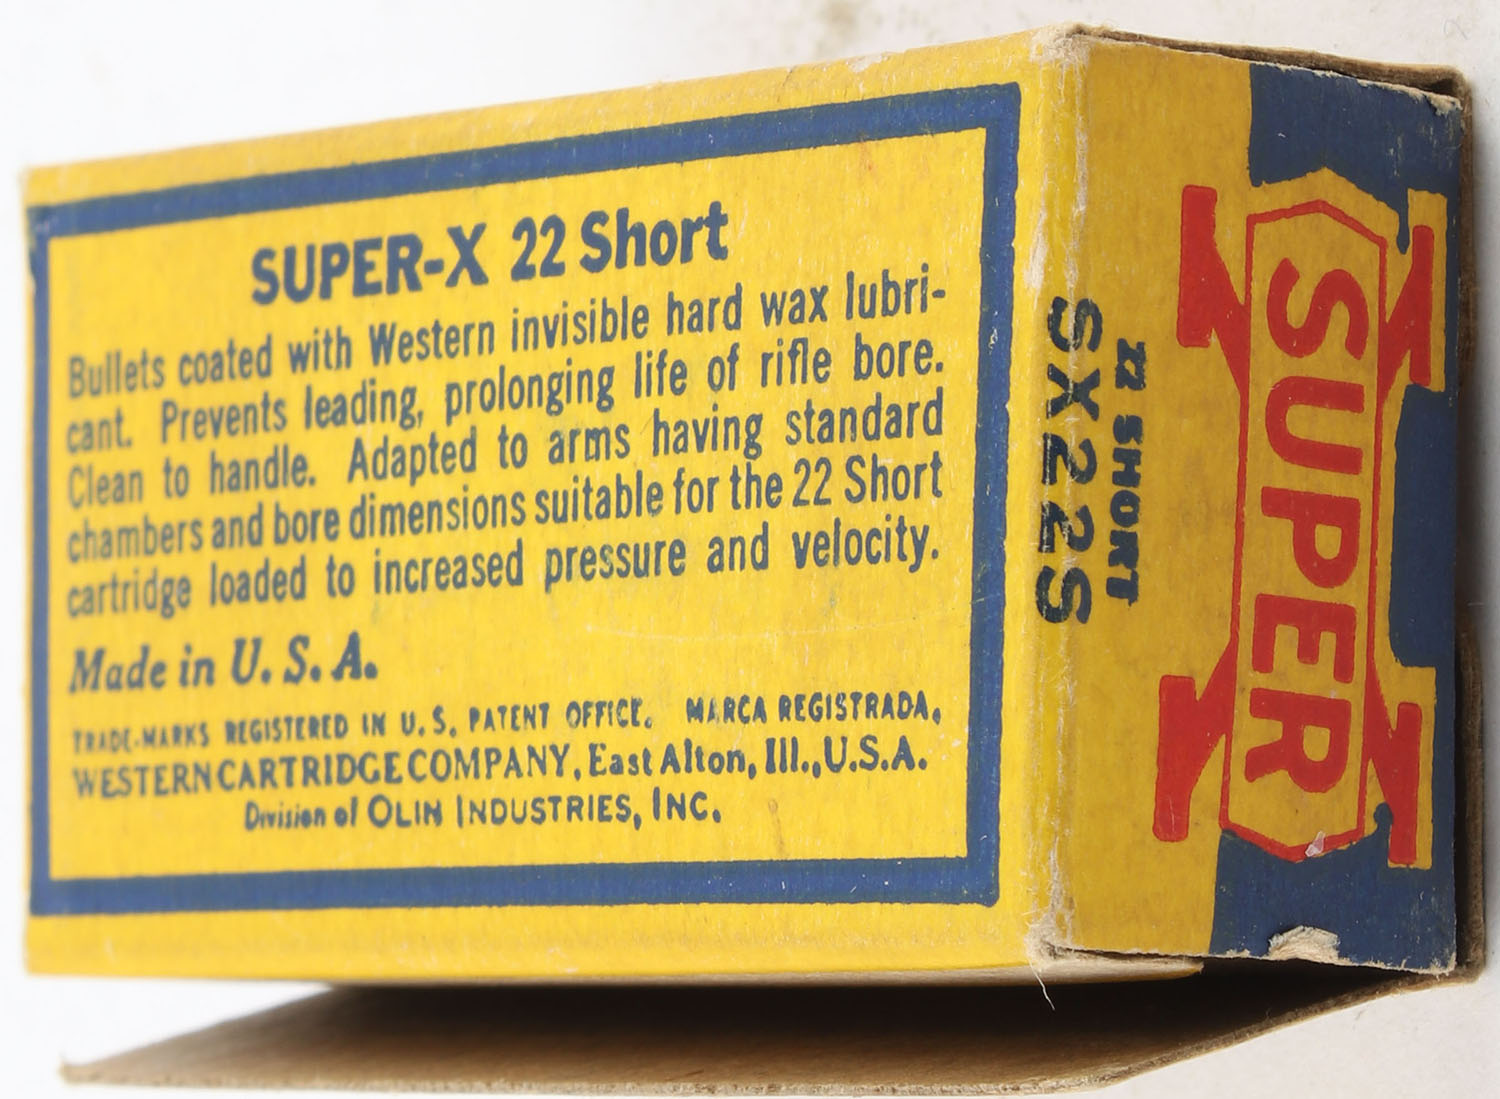 SUPER-X 22 Short
Bullets coated with Western invisible hard wax lubri-
cant. Prevents leading, prolonging life of rifle bore.
Clean to handle. Adapted to arms having standard
chambers and bore dimensions suitable for the 22 Short
cartridge loaded to increased pressure and velocity.
Made in U. S. A.
TRADE-MARKS REGISTERED IN U. S. PATENT OFFICE. MARCA REGISTRADA,
WESTERN CARTRIDGE COMPANY, East Alton, Ill., U.S.A.
Division of OLIN INDUSTRIES, INC.
22 SHORT
SX22S
SUPER
X